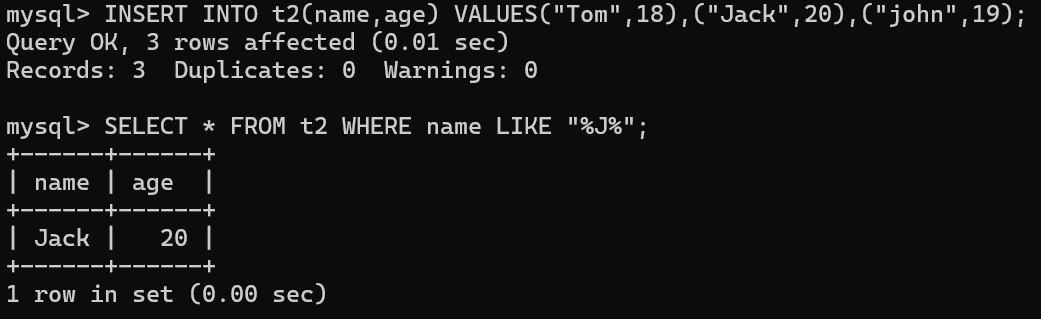 mysql> INSERT INTO t2(name,age) VALUES("Tom",18),("Jack",20),("john",19);
Query OK, 3 rows affected (0.01 sec)
Records: 3  Duplicates: 0  Warnings: 0

mysql> SELECT * FROM t2 WHERE name LIKE "%J%";
+------+------+
| name | age  |
+------+------+
| Jack |   20 |
+------+------+
1 row in set (0.00 sec)